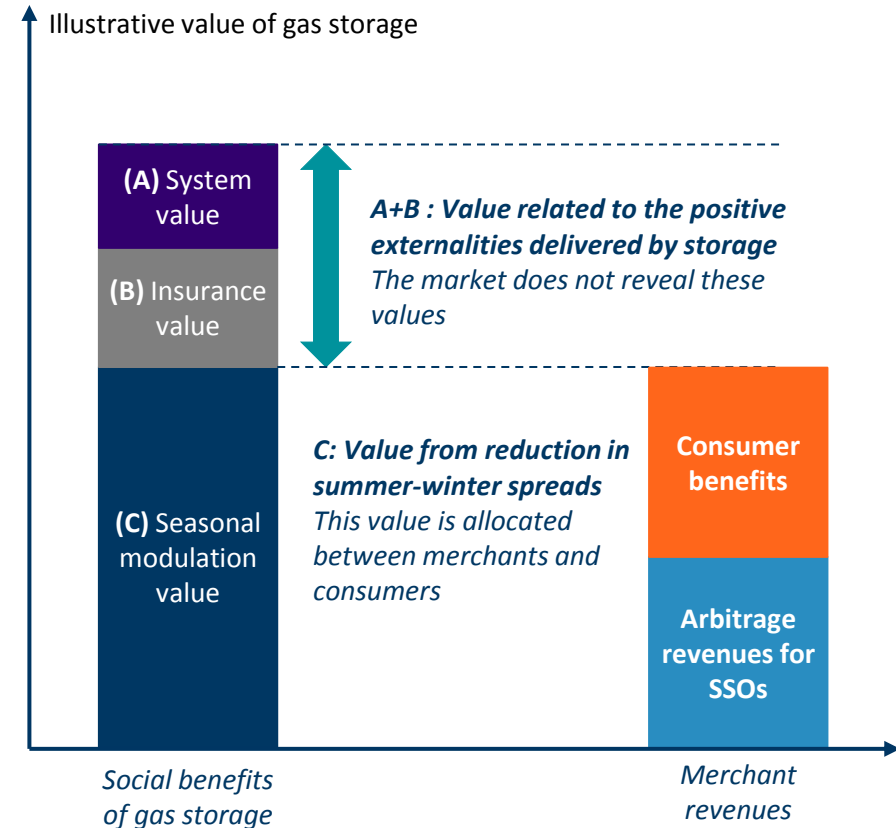 Illustrative value of gas storage
(A) System
value
(B) Insurance
value
(C) Seasonal
modulation
value
A+B : Value related to the positive
externalities delivered by storage
The market does not reveal these
values
C: Value from reduction in
summer-winter spreads
This value is allocated
between merchants and
consumers
Consumer
benefits
Arbitrage
revenues for
SSOs
Social benefits
of gas storage
Merchant
revenues